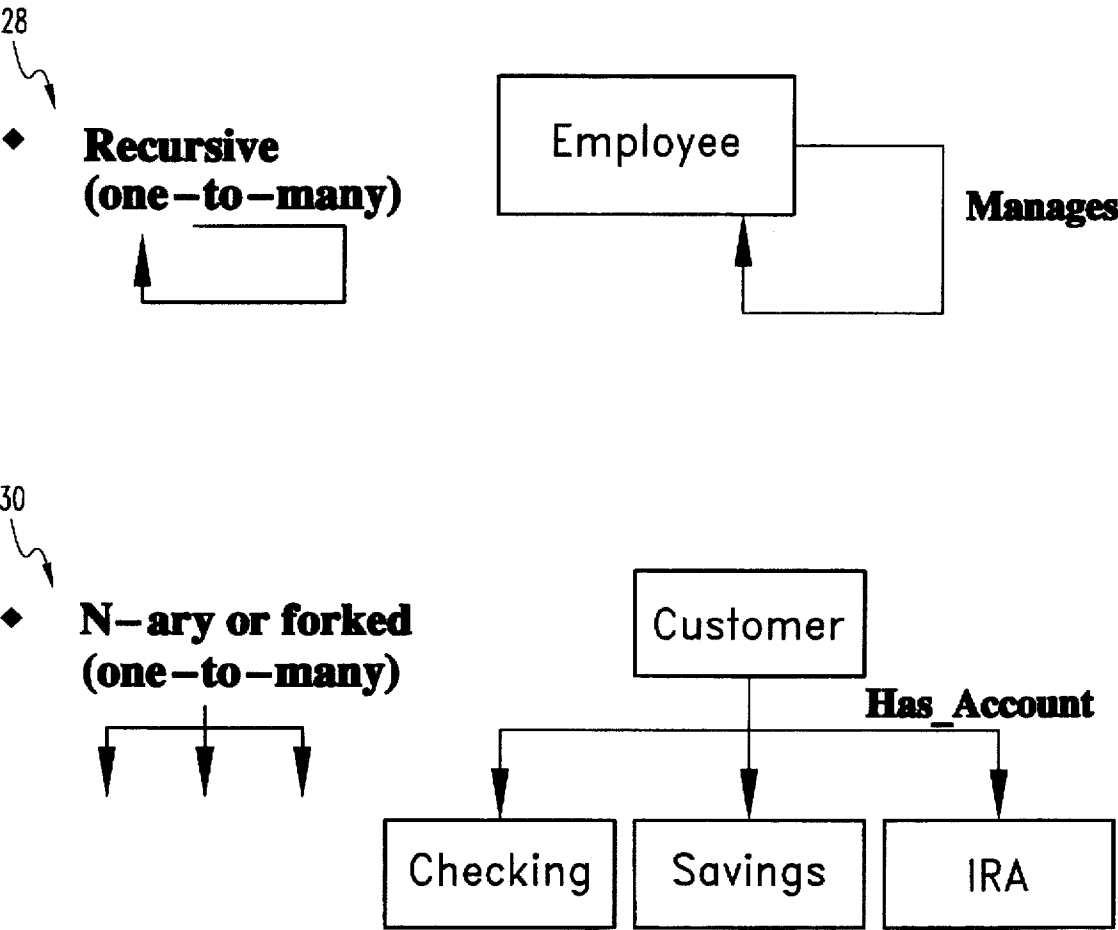 28
◆ Recursive
(one-to-many)
Employee
Manages
30
◆ N-ary or forked
(one-to-many)
Customer
Has_Account
Checking
Savings
IRA